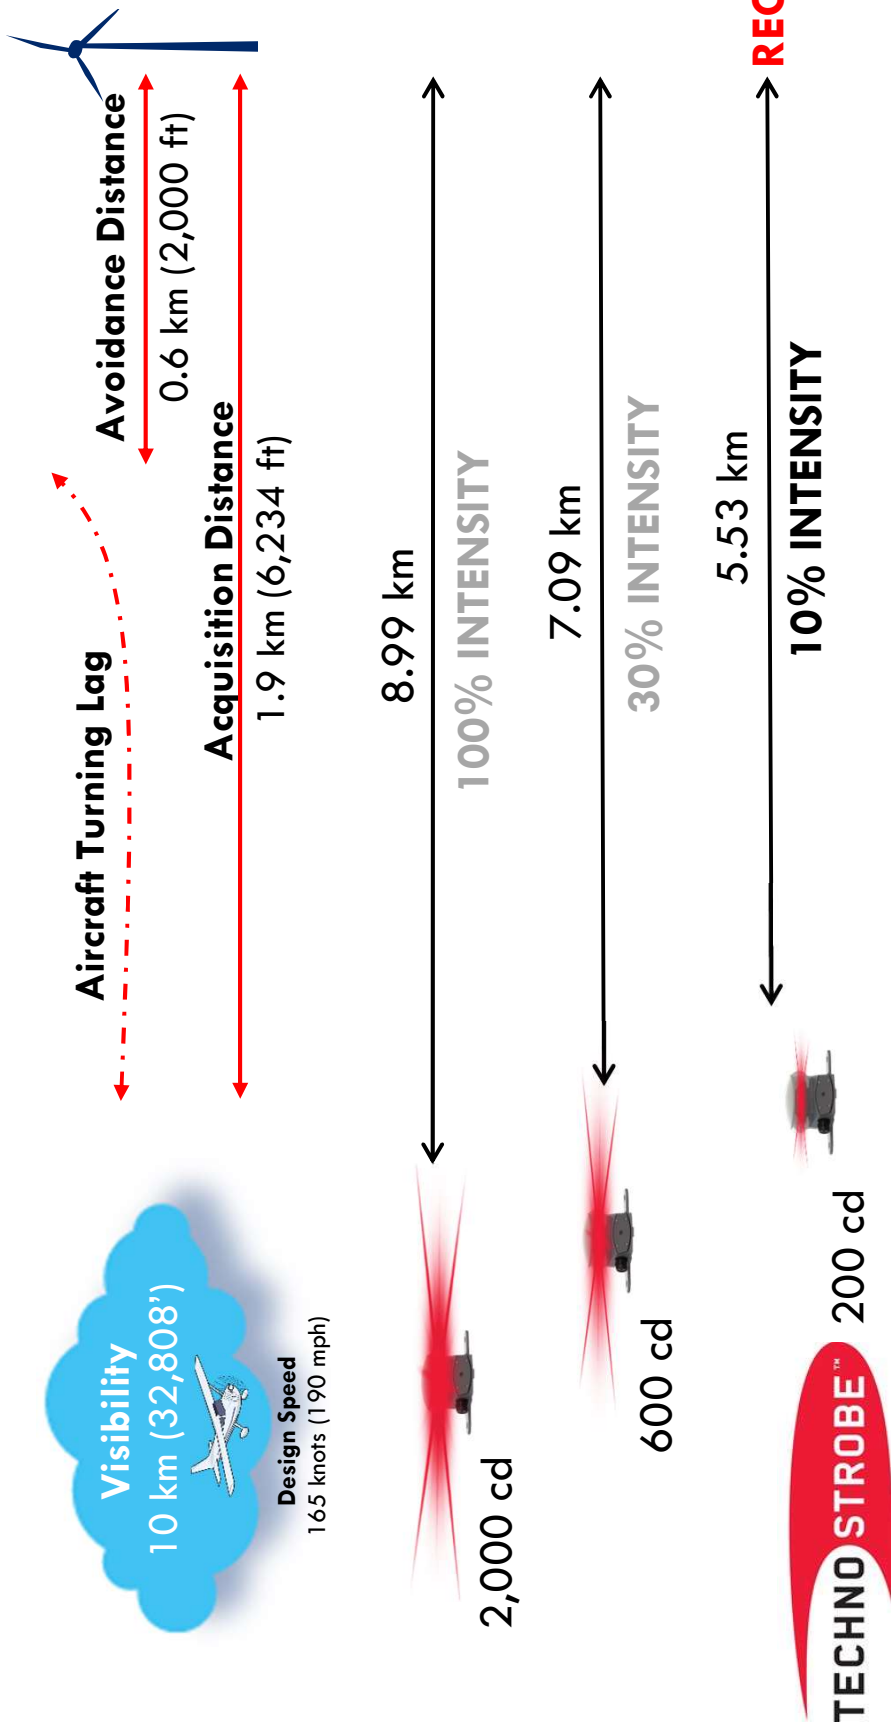 Aircraft Turning Lag
Avoidance Distance
0.6 km (2,000 ft)
Acquisition Distance
1.9 km (6,234 ft)
Visibility
10 km (32,808')
Design Speed
165 knots (190 mph)
8.99 km
100% INTENSITY
2,000 cd
7.09 km
30% INTENSITY
600 cd
5.53 km
10% INTENSITY
200 cd
TECHNOSTROBE™